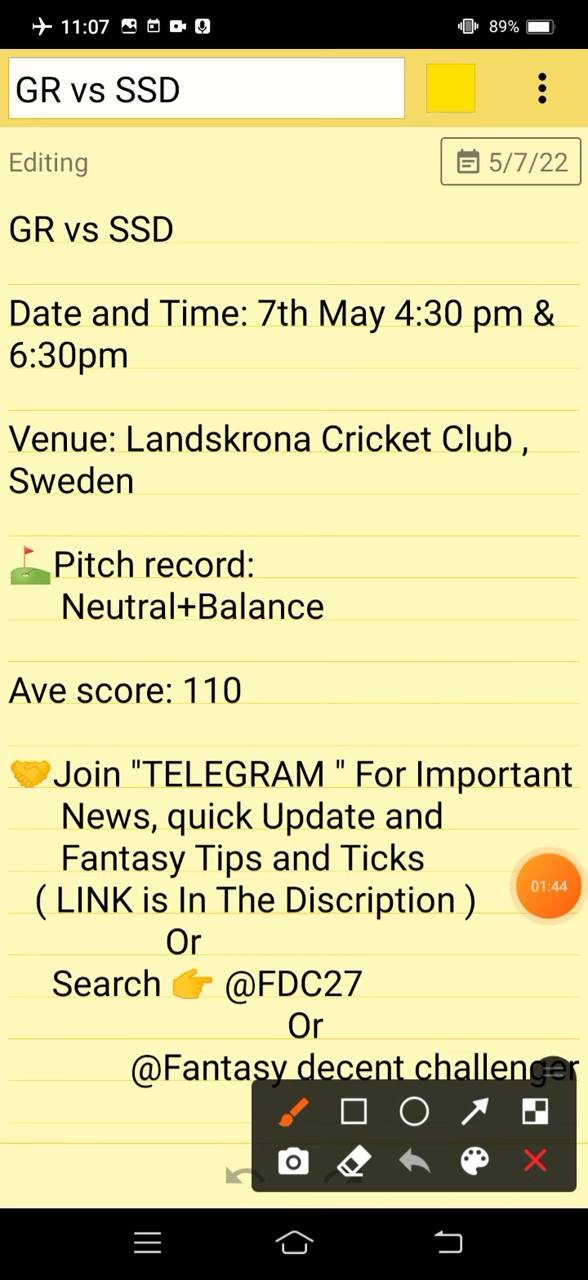 11:07
89%
GR vs SSD
Editing
5/7/22
GR vs SSD
Date and Time: 7th May 4:30 pm &
6:30pm
Venue: Landskrona Cricket Club ,
Sweden
⛳Pitch record:
Neutral+Balance
Ave score: 110
🤝Join "TELEGRAM " For Important
News, quick Update and
Fantasy Tips and Ticks
( LINK is In The Discription )
Or
Search 👉 @FDC27
Or
@Fantasy decent challenger
01:44